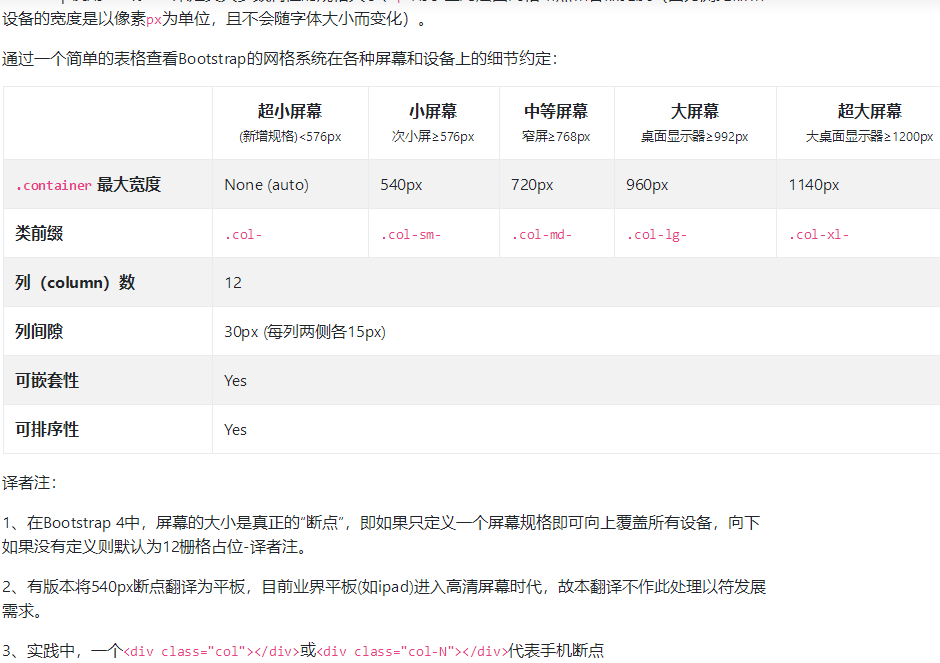 设备的宽度是以像素px为单位，且不会随字体大小而变化）。
通过一个简单的表格查看Bootstrap的网格系统在各种屏幕和设备上的细节约定：
超小屏幕 小屏幕 中等屏幕 大屏幕 超大屏幕
(新增规格)<576px 次小屏≥576px 窄屏≥768px 桌面显示器≥992px 大桌面显示器≥1200px
.container 最大宽度 None (auto) 540px 720px 960px 1140px
类前缀 .col- .col-sm- .col-md- .col-lg- .col-xl-
列（column）数 12
列间隙 30px (每列两侧各15px)
可嵌套性 Yes
可排序性 Yes
译者注：
1、在Bootstrap 4中，屏幕的大小是真正的“断点”，即如果只定义一个屏幕规格即可向上覆盖所有设备，向下
如果没有定义则默认为12栅格占位-译者注。
2、有版本将540px断点翻译为平板，目前业界平板(如ipad)进入高清屏幕时代，故本翻译不作此处理以符发展
需求。
3、实践中，一个<div class="col"></div>或<div class="col-N"></div>代表手机断点